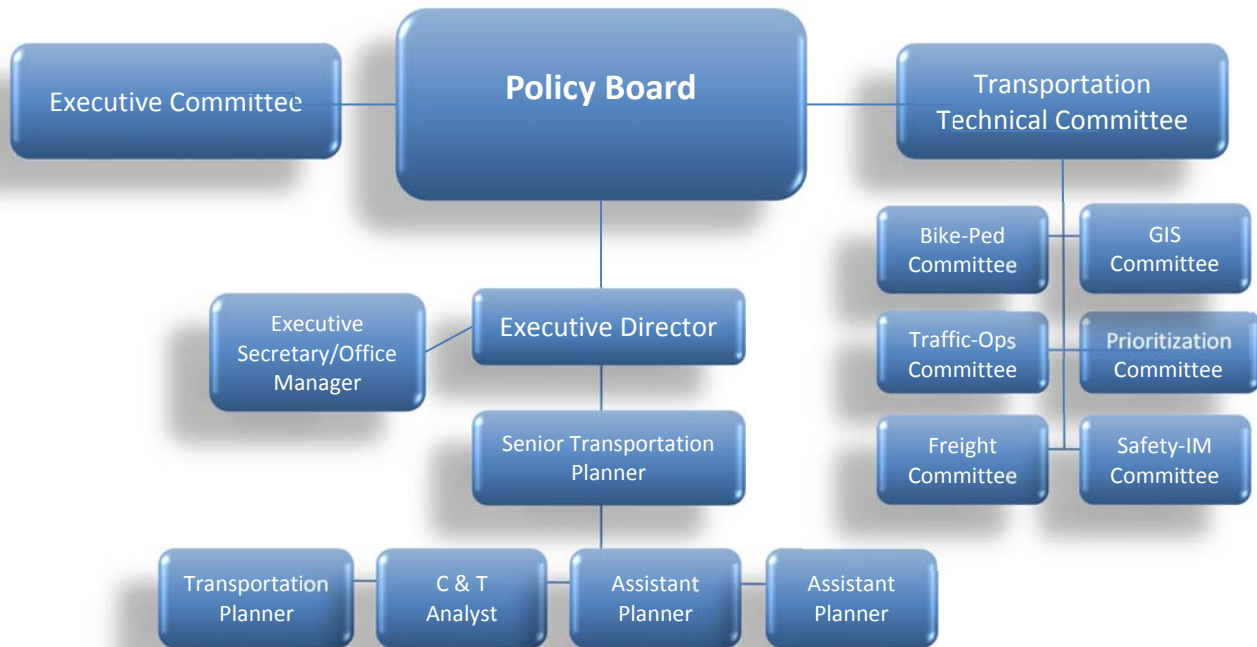 Policy Board
Executive Committee
Transportation
Technical Committee
Bike-Ped
Committee
GIS
Committee
Executive
Secretary/Office
Manager
Executive Director
Traffic-Ops
Committee
Prioritization
Committee
Senior Transportation
Planner
Freight
Committee
Safety-IM
Committee
Transportation
Planner
C & T
Analyst
Assistant
Planner
Assistant
Planner